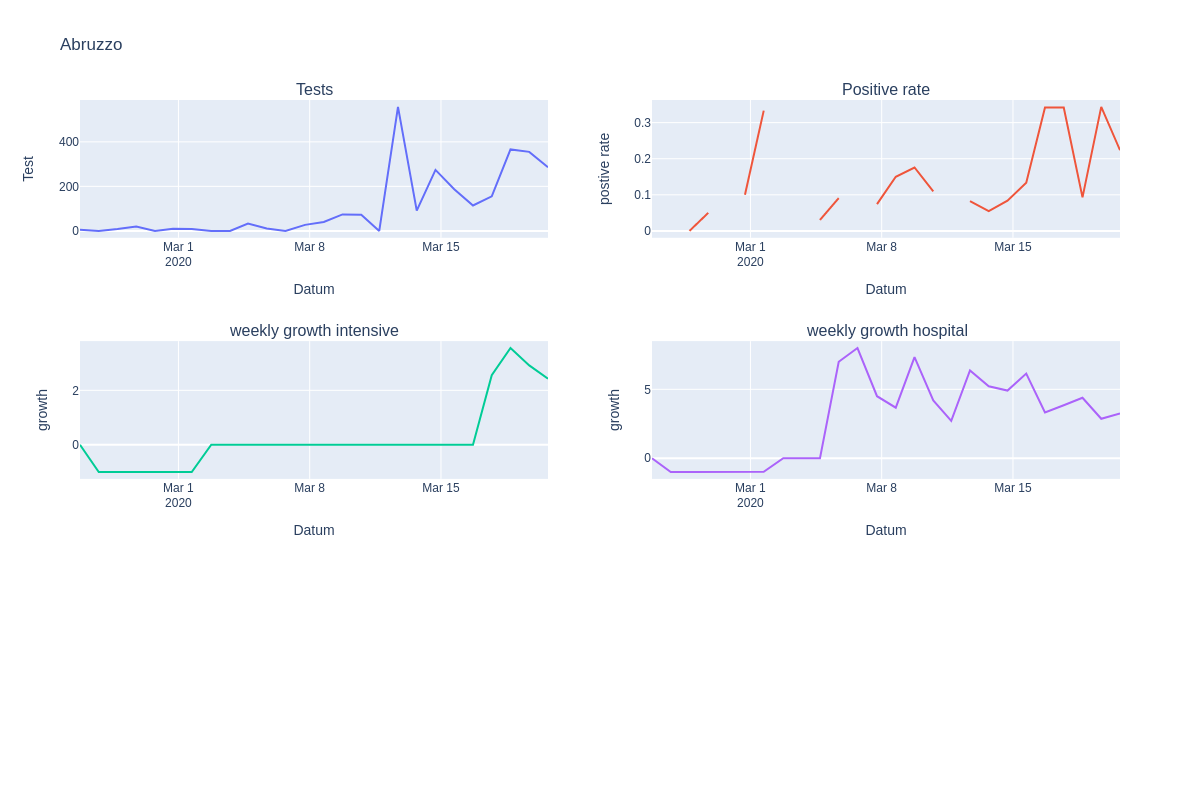 Abruzzo
Tests
Test
400
200
0
Mar 1
2020
Mar 8
Mar 15
Datum
Positive rate
postive rate
0.3
0.2
0.1
0
Mar 1
2020
Mar 8
Mar 15
Datum
weekly growth intensive
growth
2
0
Mar 1
2020
Mar 8
Mar 15
Datum
weekly growth hospital
growth
5
0
Mar 1
2020
Mar 8
Mar 15
Datum